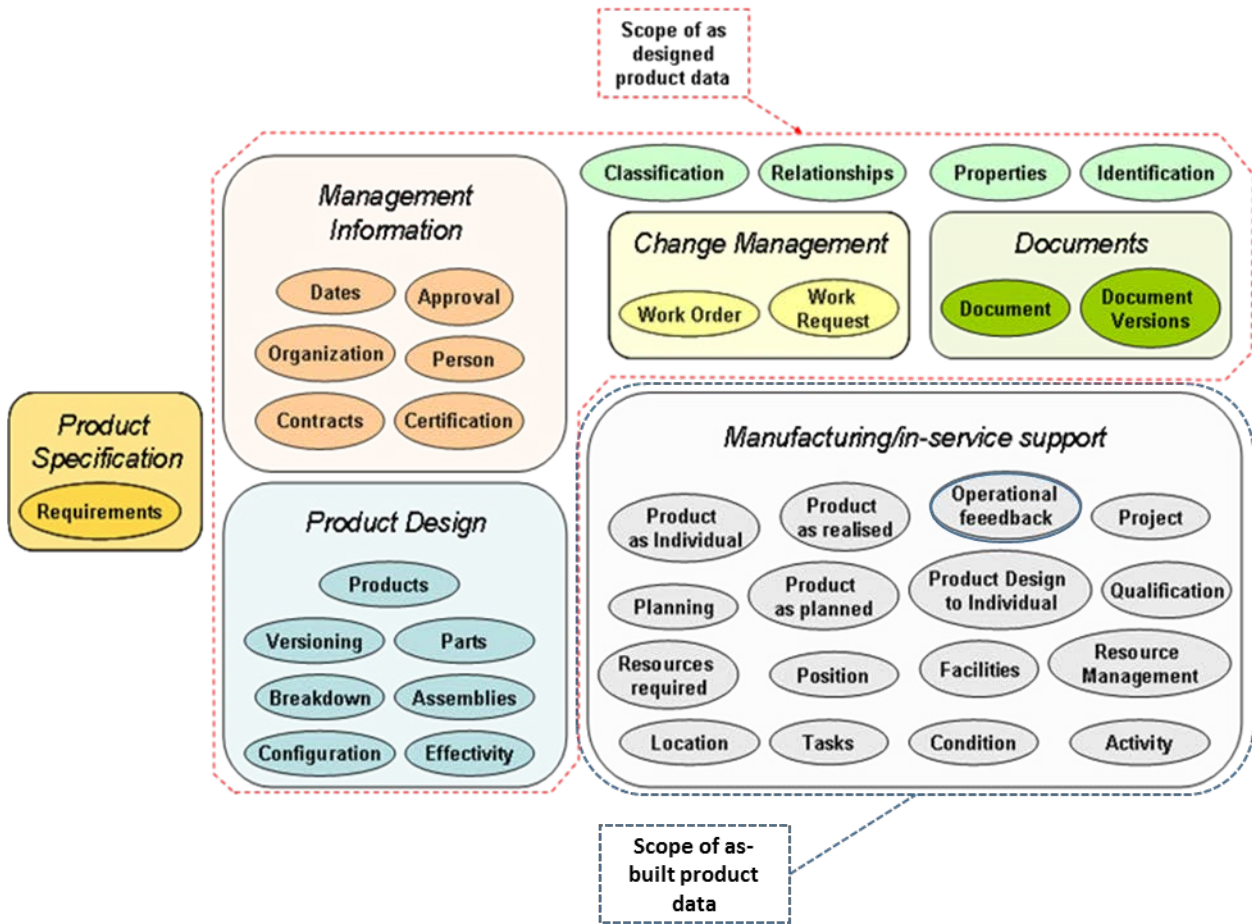 Scope of as
designed
product data
Classification
Relationships
Properties
Identification
Management
Information
Dates
Approval
Organization
Person
Contracts
Certification
Change Management
Work Order
Work
Request
Documents
Document
Document
Versions
Product
Specification
Requirements
Product Design
Products
Versioning
Parts
Breakdown
Assemblies
Configuration
Effectivity
Manufacturing/in-service support
Product
as Individual
Product
as realised
Operational
feeedback
Project
Planning
Product
as planned
Product Design
to Individual
Qualification
Resources
required
Position
Facilities
Resource
Management
Location
Tasks
Condition
Activity
Scope of as-
built product
data